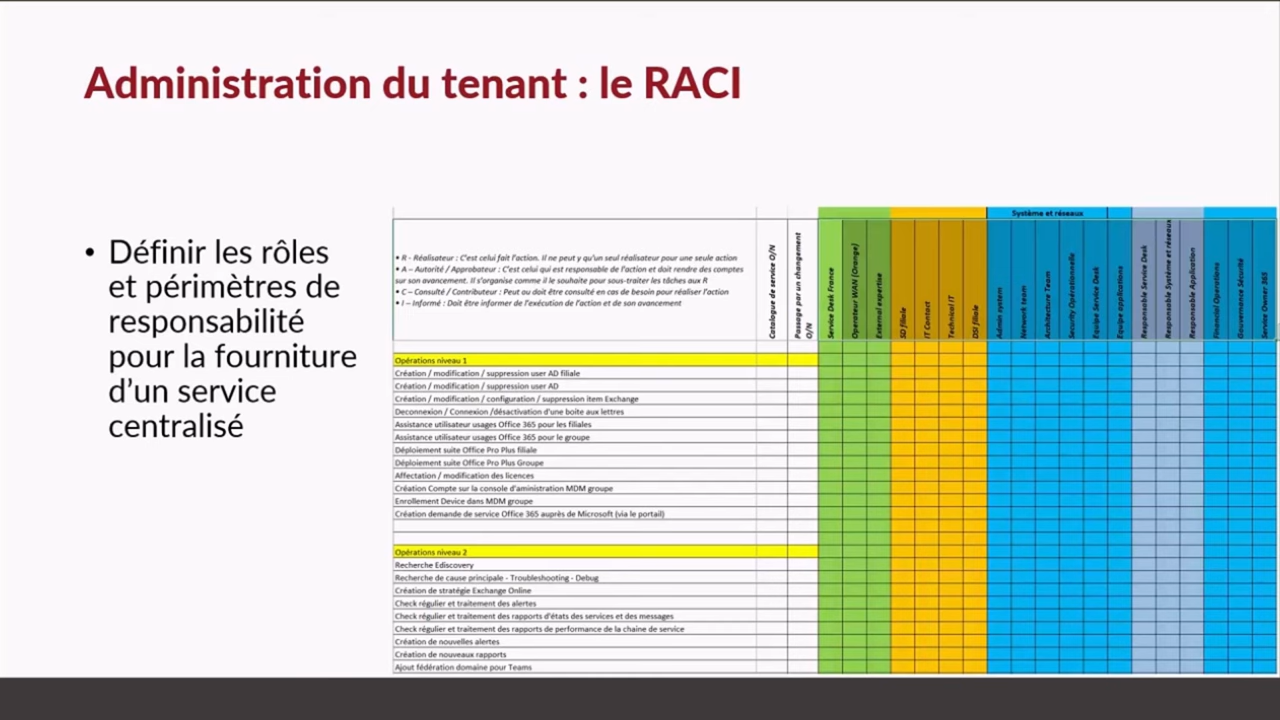 Administration du tenant : le RACI
• Définir les rôles
et périmètres de
responsabilité
pour la fourniture
d’un service
centralisé
Système et réseaux
• R - Réalisateur : C'est celui fait l'action. Il ne peut y qu'un seul réalisateur pour une seule action
• A – Autorité / Approbateur : C'est celui qui est responsable de l'action et doit rendre des comptes
sur son avancement. Il s'organise comme il le souhaite pour sous-traiter les tâches aux R
• C – Consulté / Contributeur : Peut ou doit être consulté en cas de besoin pour réaliser l'action
• I – Informé : Doit être informer de l'exécution de l'action et de son avancement
Catalogue de service O/N
Passage par un changement
O/N
Service Desk France
Operateur WAN (Orange)
External expertise
SD filiale
IT Contact
Technical IT
DSI filiale
Admin system
Network team
Architecture Team
Security Opérationnelle
Equipe Service Desk
Equipe applications
Responsable Service Desk
Responsable Système et réseaux
Responsable Application
Financial Operations
Gouvernance Sécurité
Service Owner 365
Opérations niveau 1
Création / modification / suppression user AD filiale
Création / modification / suppression user AD
Création / modification / configuration / suppression item Exchange
Deconnexion / Connexion /désactivation d'une boite aux lettres
Assistance utilisateur usages Office 365 pour les filiales
Assistance utilisateur usages Office 365 pour le groupe
Déploiement suite Office Pro Plus filiale
Déploiement suite Office Pro Plus Groupe
Affectation / modification des licences
Création Compte sur la console d'aministration MDM groupe
Enrollement Device dans MDM groupe
Création demande de service Office 365 auprès de Microsoft (via le portail)
Opérations niveau 2
Recherche Ediscovery
Recherche de cause principale - Troubleshooting - Debug
Création de stratégie Exchange Online
Check régulier et traitement des alertes
Check régulier et traitement des rapports d'états des services et des messages
Check régulier et traitement des rapports de performance de la chaine de service
Création de nouvelles alertes
Création de nouveaux rapports
Ajout fédération domaine pour Teams